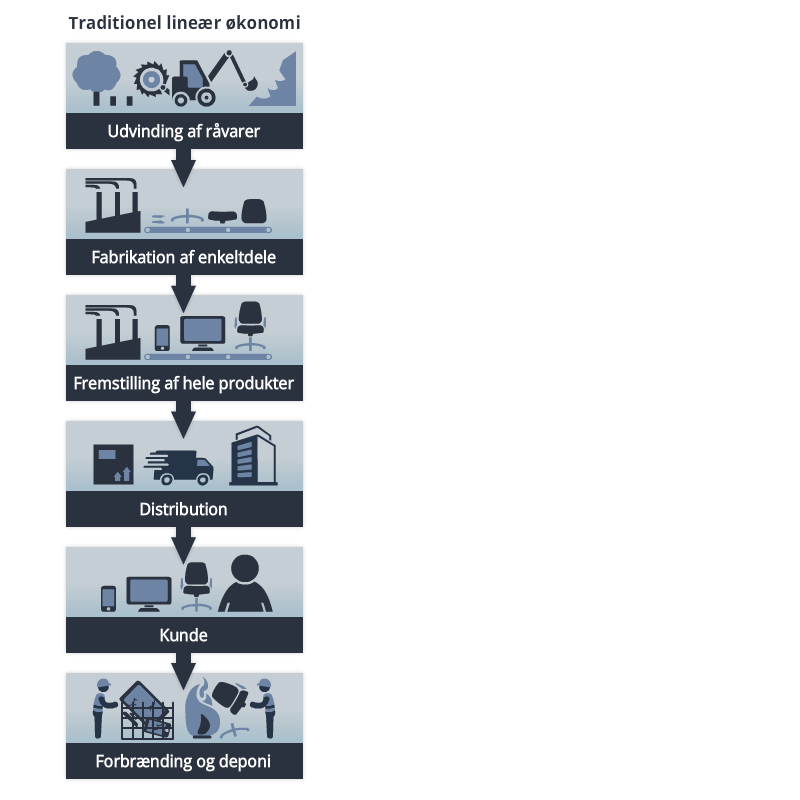 Traditionel lineær økonomi
Udvinding af råvarer
Fabrikation af enkeltdele
Fremstilling af hele produkter
Distribution
Kunde
Forbrænding og deponi